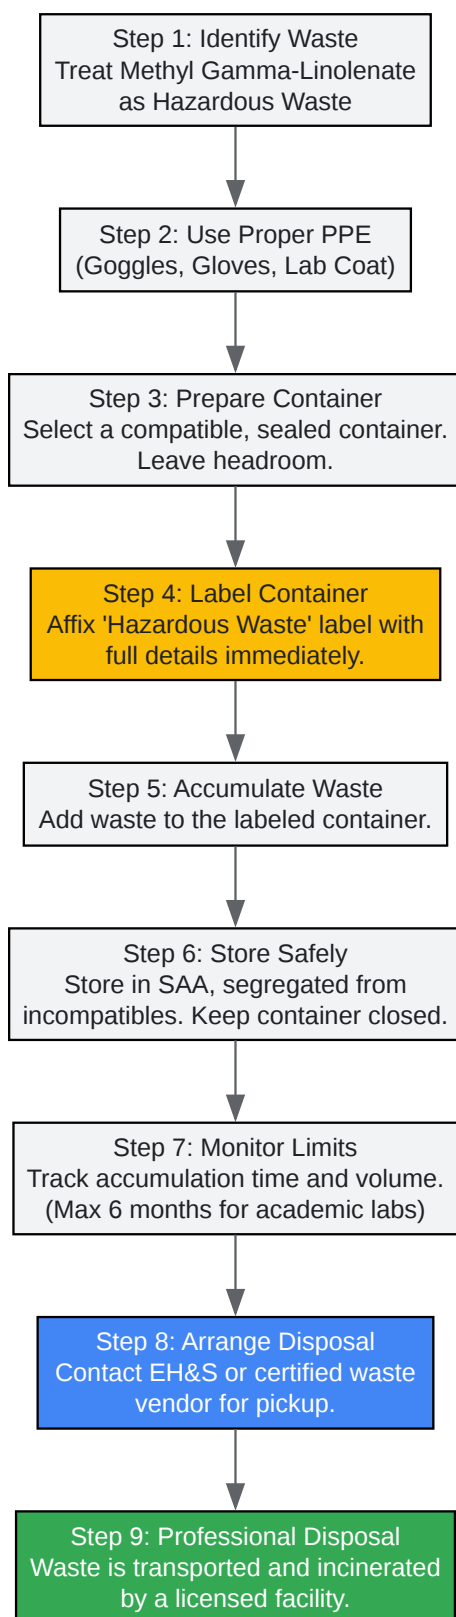 Step 1: Identify Waste
Treat Methyl Gamma-Linolenate
as Hazardous Waste
Step 2: Use Proper PPE
(Goggles, Gloves, Lab Coat)
Step 3: Prepare Container
Select a compatible, sealed container.
Leave headroom.
Step 4: Label Container
Affix 'Hazardous Waste' label with
full details immediately.
Step 5: Accumulate Waste
Add waste to the labeled container.
Step 6: Store Safely
Store in SAA, segregated from
incompatibles. Keep container closed.
Step 7: Monitor Limits
Track accumulation time and volume.
(Max 6 months for academic labs)
Step 8: Arrange Disposal
Contact EH&S or certified waste
vendor for pickup.
Step 9: Professional Disposal
Waste is transported and incinerated
by a licensed facility.